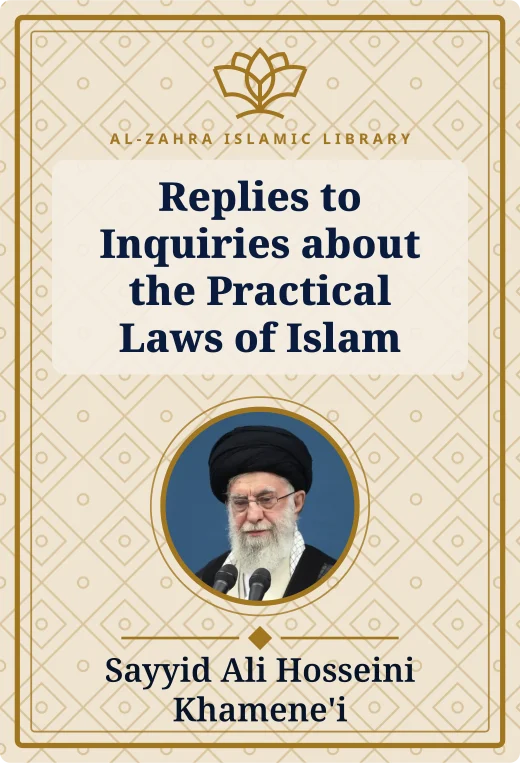 AL-ZAHRA ISLAMIC LIBRARY
Replies to
Inquiries about
the Practical
Laws of Islam
Sayyid Ali Hosseini
Khamene'i